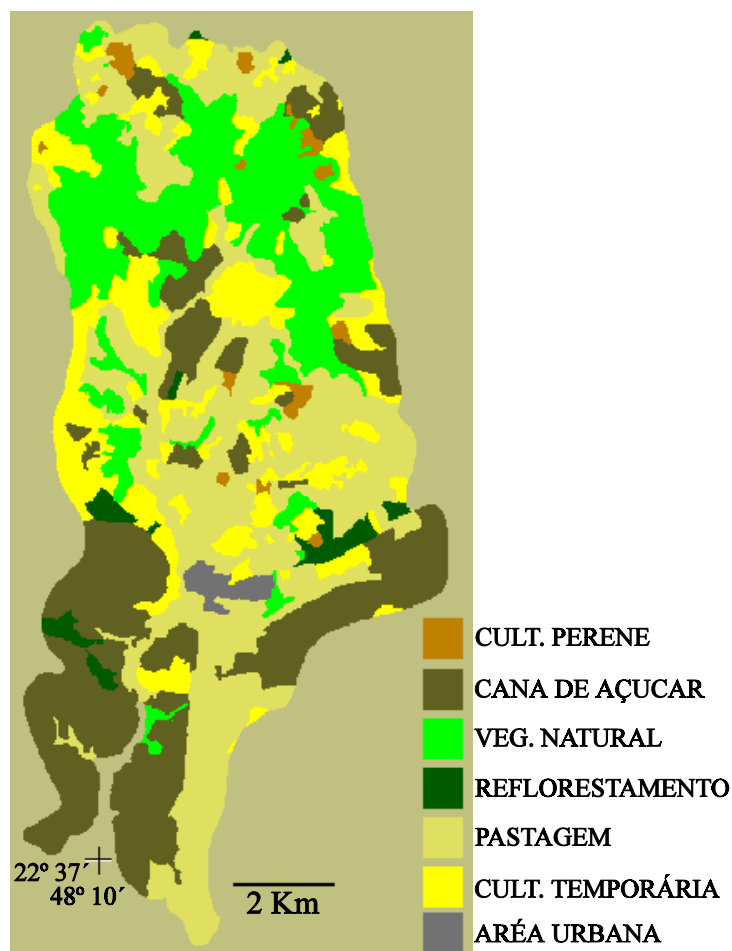 CULT. PERENE
CANA DE AÇUCAR
VEG. NATURAL
REFLORESTAMENTO
PASTAGEM
22º 37´
48º 10´
2 Km
CULT. TEMPORÁRIA
ARÉA URBANA